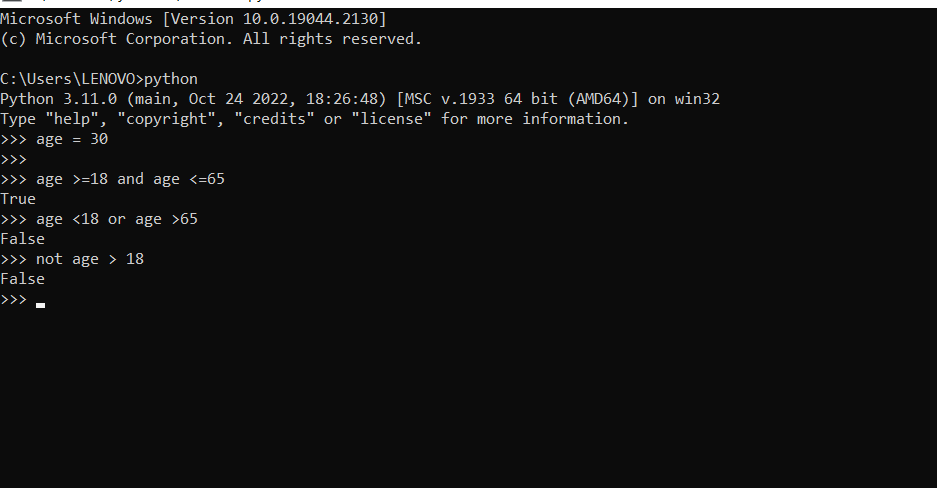 Microsoft Windows [Version 10.0.19044.2130]
(c) Microsoft Corporation. All rights reserved.
C:\Users\LENOVO>python
Python 3.11.0 (main, Oct 24 2022, 18:26:48) [MSC v.1933 64 bit (AMD64)] on win32
Type "help", "copyright", "credits" or "license" for more information.
>>> age = 30
>>>
>>> age >=18 and age <=65
True
>>> age <18 or age >65
False
>>> not age > 18
False
>>>